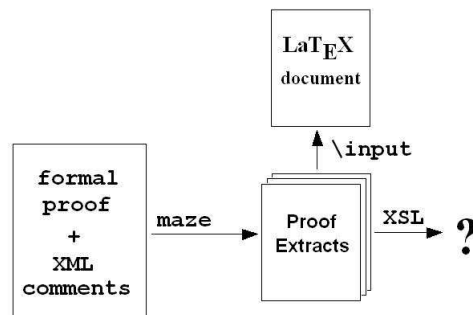 LaTEX
document
\input
formal
proof
+
XML
comments
maze
Proof
Extracts
XSL
?